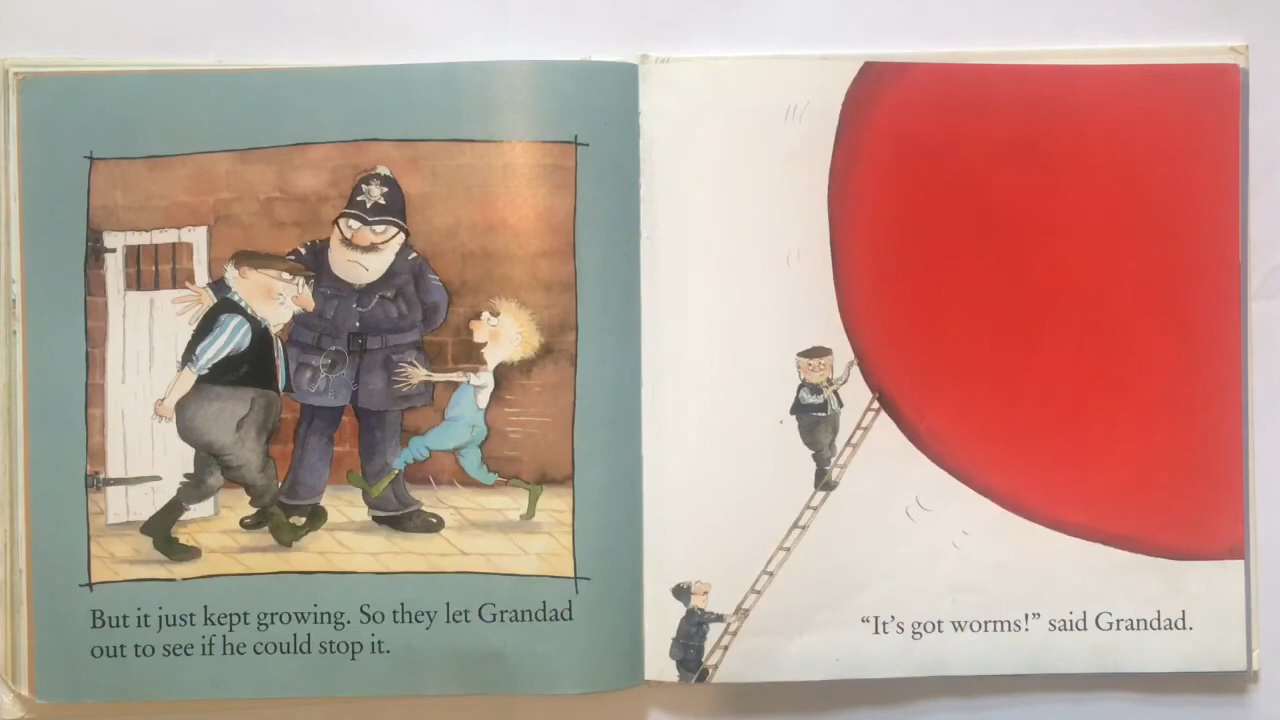 But it just kept growing. So they let Grandad
out to see if he could stop it.
“It’s got worms!” said Grandad.